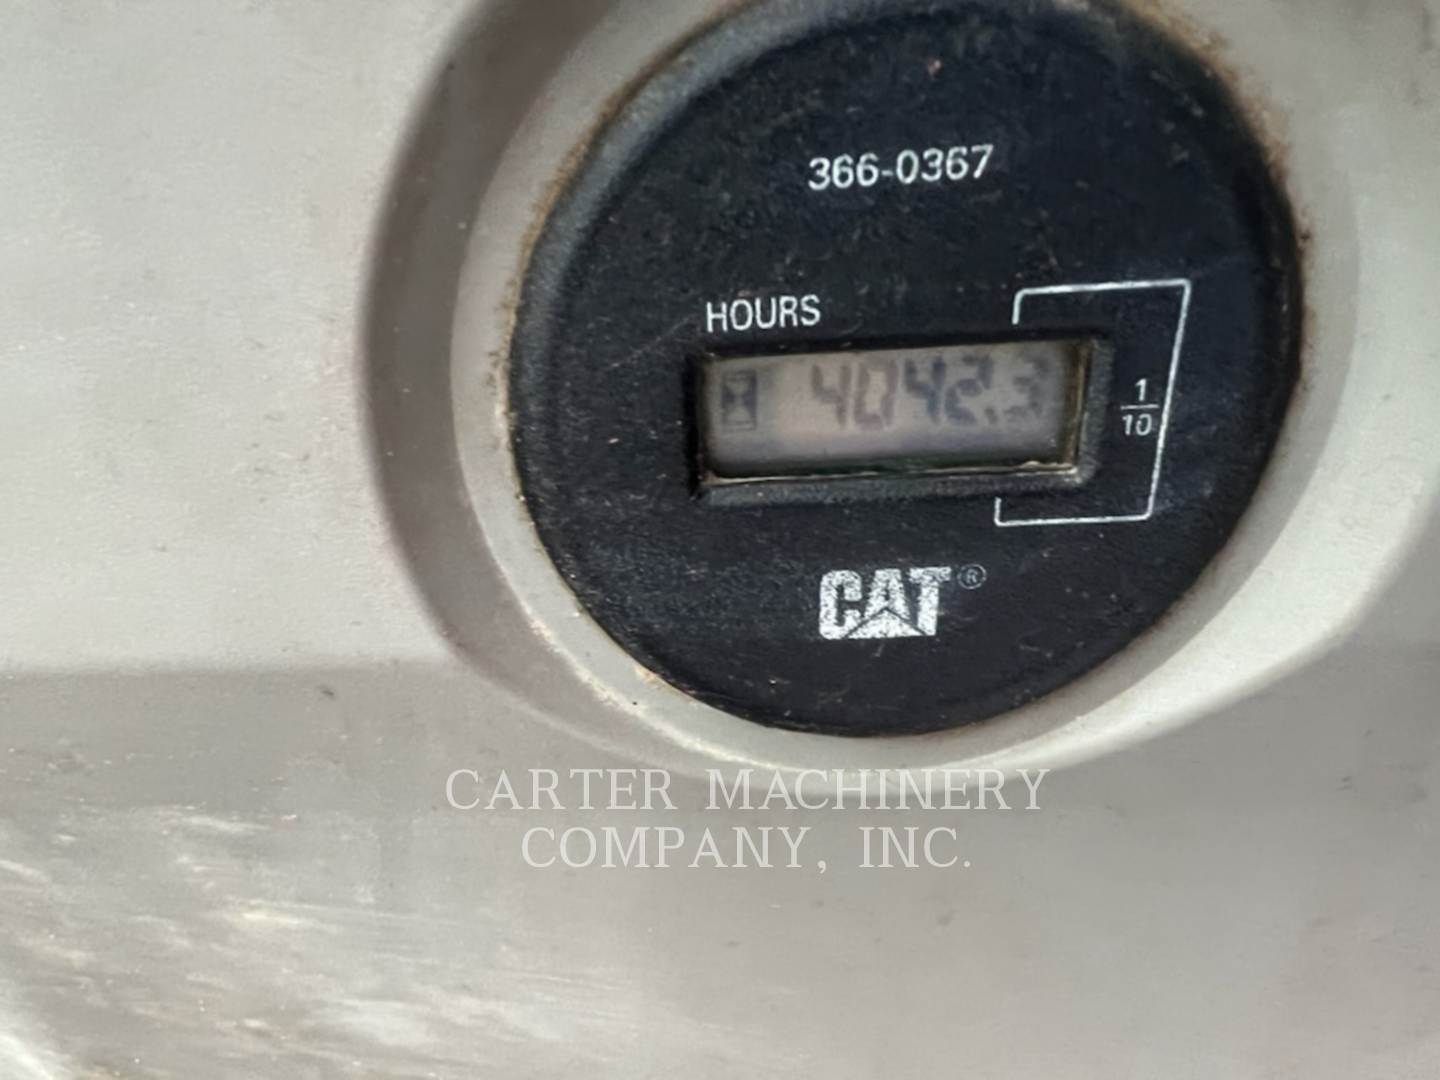 366-0367
HOURS
4042.3
1
10
CAT®
CARTER MACHINERY
COMPANY, INC.